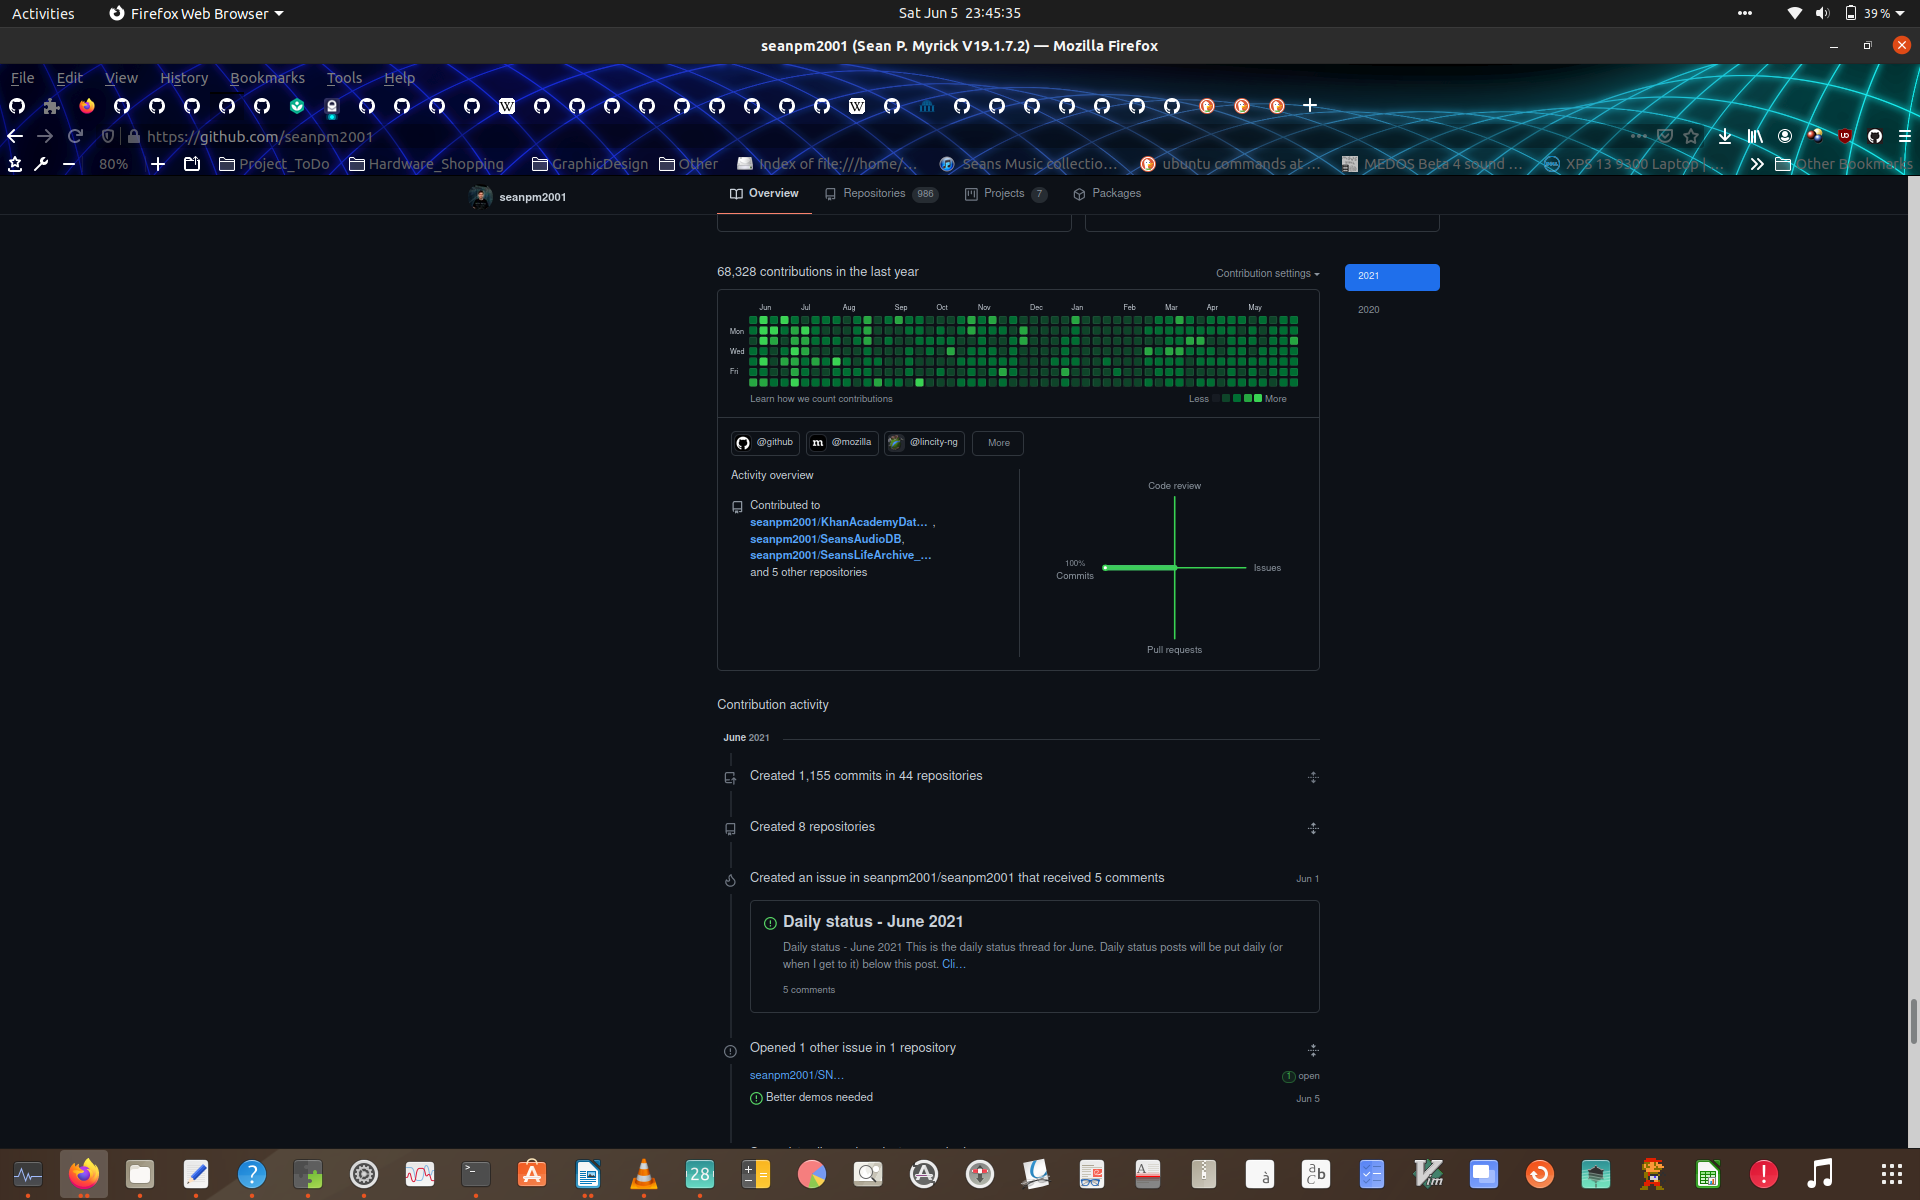 Activities
Firefox Web Browser
Sat Jun 5 23:45:35
39 %
seanpm2001 (Sean P. Myrick V19.1.7.2) — Mozilla Firefox
File Edit View History Bookmarks Tools Help
https://github.com/seanpm2001
80%
Project_ToDo
Hardware_Shopping
GraphicDesign
Other
Index of file:///home/…
Seans Music collectio…
ubuntu commands at …
MEDOS Beta 4 sound …
XPS 13 9300 Laptop | …
Other Bookmarks
seanpm2001
Overview
Repositories 986
Projects 7
Packages
68,328 contributions in the last year
Contribution settings
2021
2020
Jun Jul Aug Sep Oct Nov Dec Jan Feb Mar Apr May
Mon
Wed
Fri
Learn how we count contributions
Less More
@github
@mozilla
@lincity-ng
More
Activity overview
Contributed to
seanpm2001/KhanAcademyDat… ,
seanpm2001/SeansAudioDB,
seanpm2001/SeansLifeArchive_…
and 5 other repositories
Code review
100%
Commits
Issues
Pull requests
Contribution activity
June 2021
Created 1,155 commits in 44 repositories
Created 8 repositories
Created an issue in seanpm2001/seanpm2001 that received 5 comments
Jun 1
Daily status - June 2021
Daily status - June 2021 This is the daily status thread for June. Daily status posts will be put daily (or
when I get to it) below this post. Cli…
5 comments
Opened 1 other issue in 1 repository
seanpm2001/SN…
1 open
Better demos needed
Jun 5
28